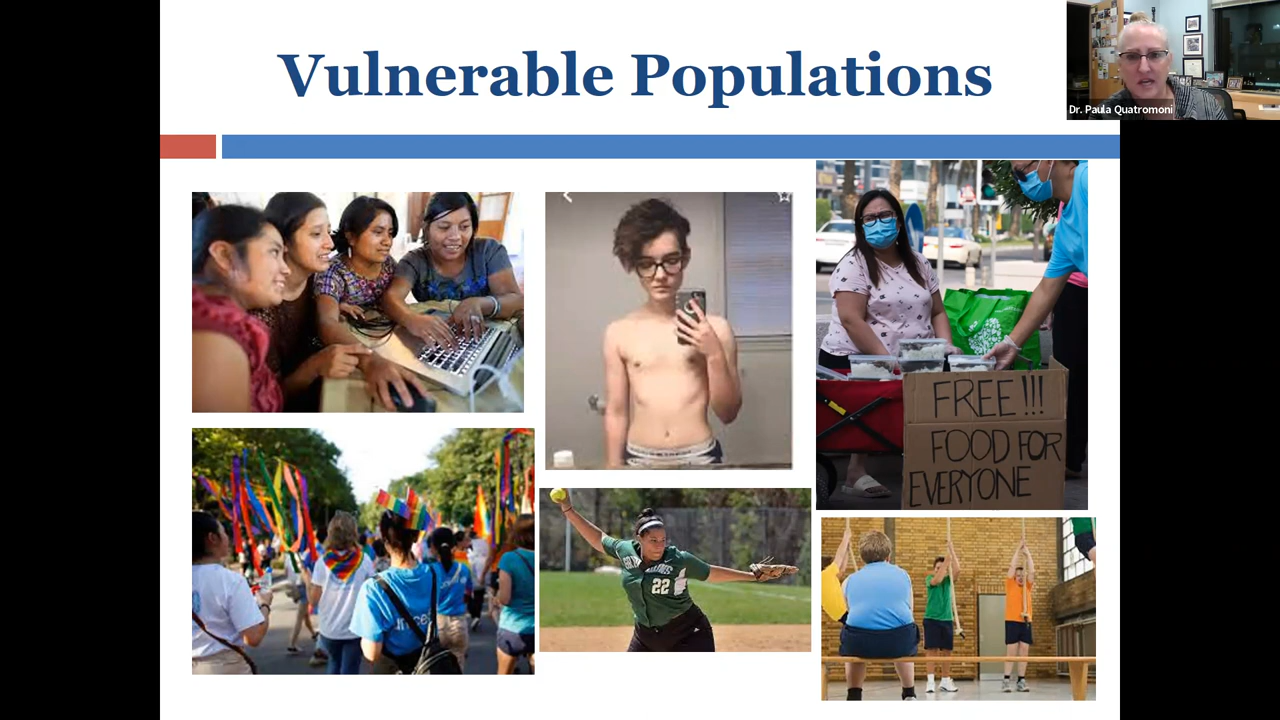 Vulnerable Populations
Dr. Paula Quatromoni
FREE!!!
FOOD FOR
EVERYONE
22